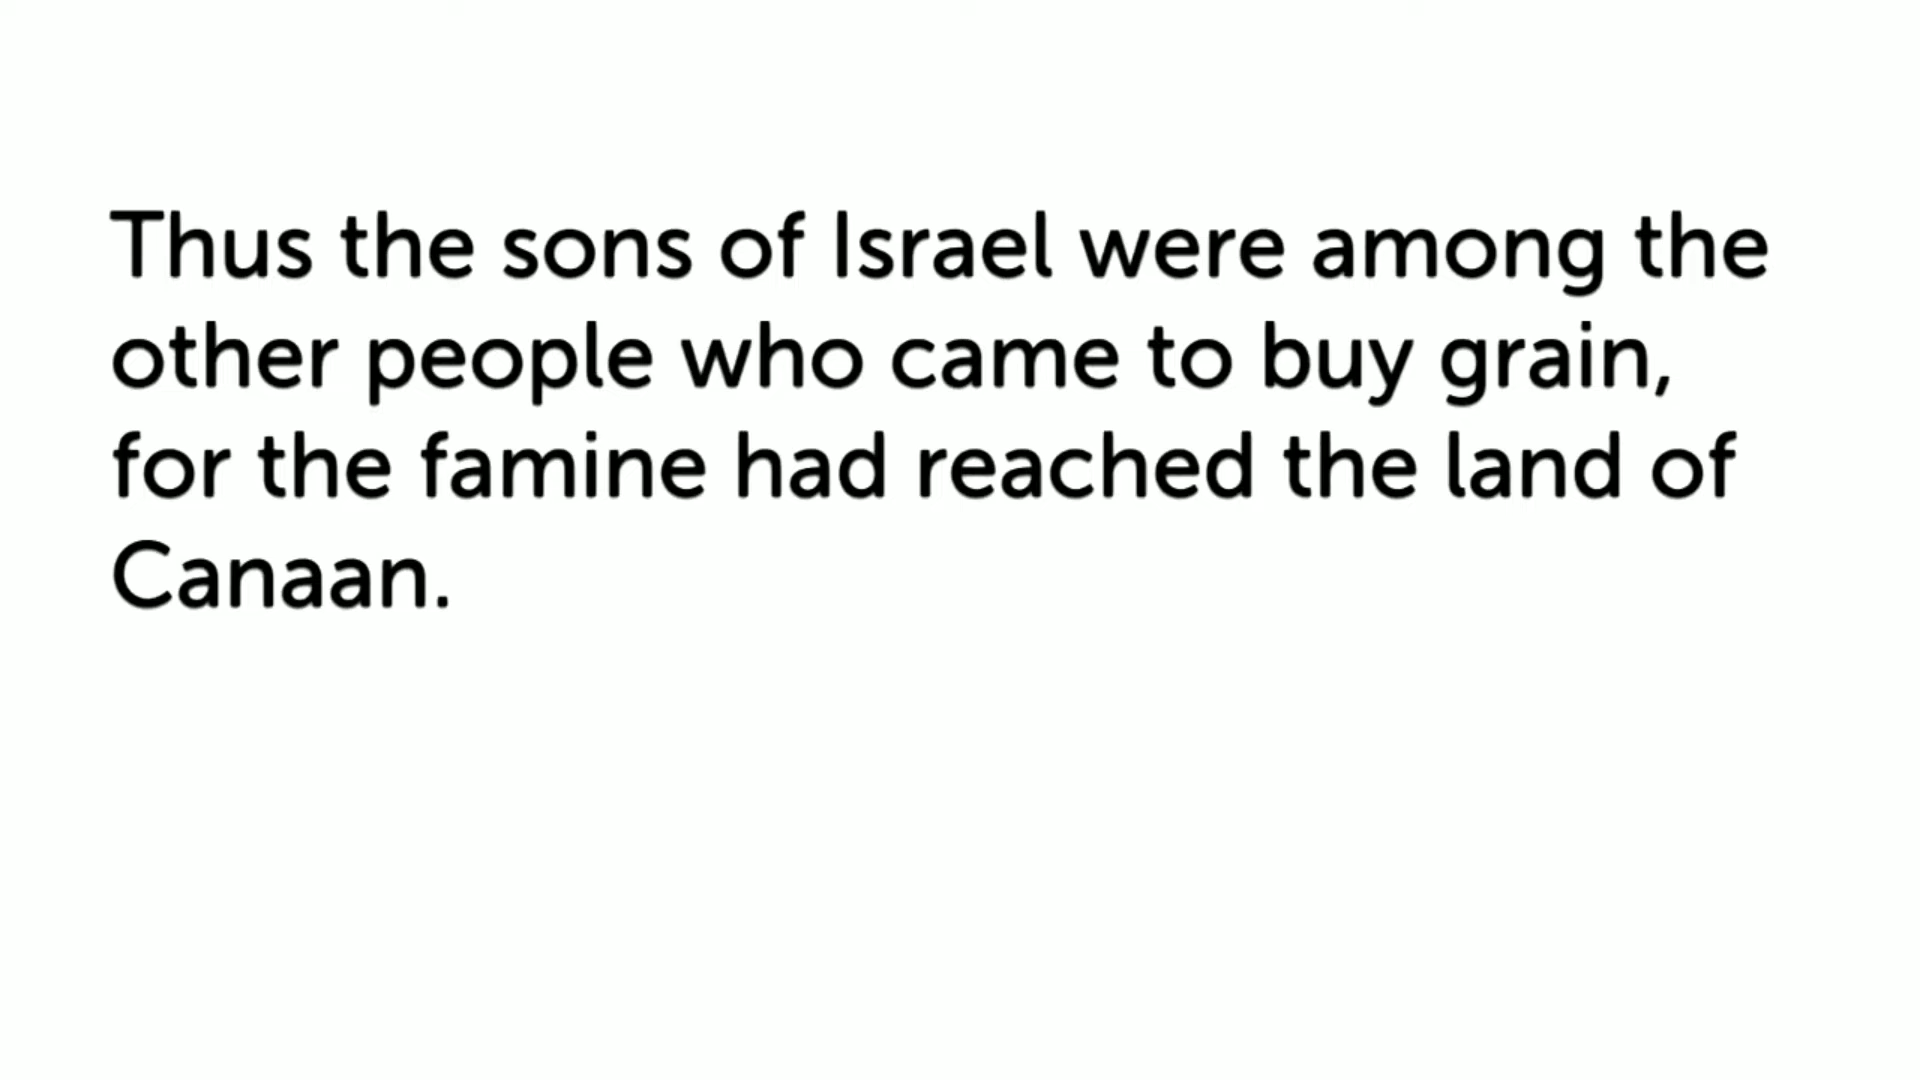 Thus the sons of Israel were among the
other people who came to buy grain,
for the famine had reached the land of
Canaan.